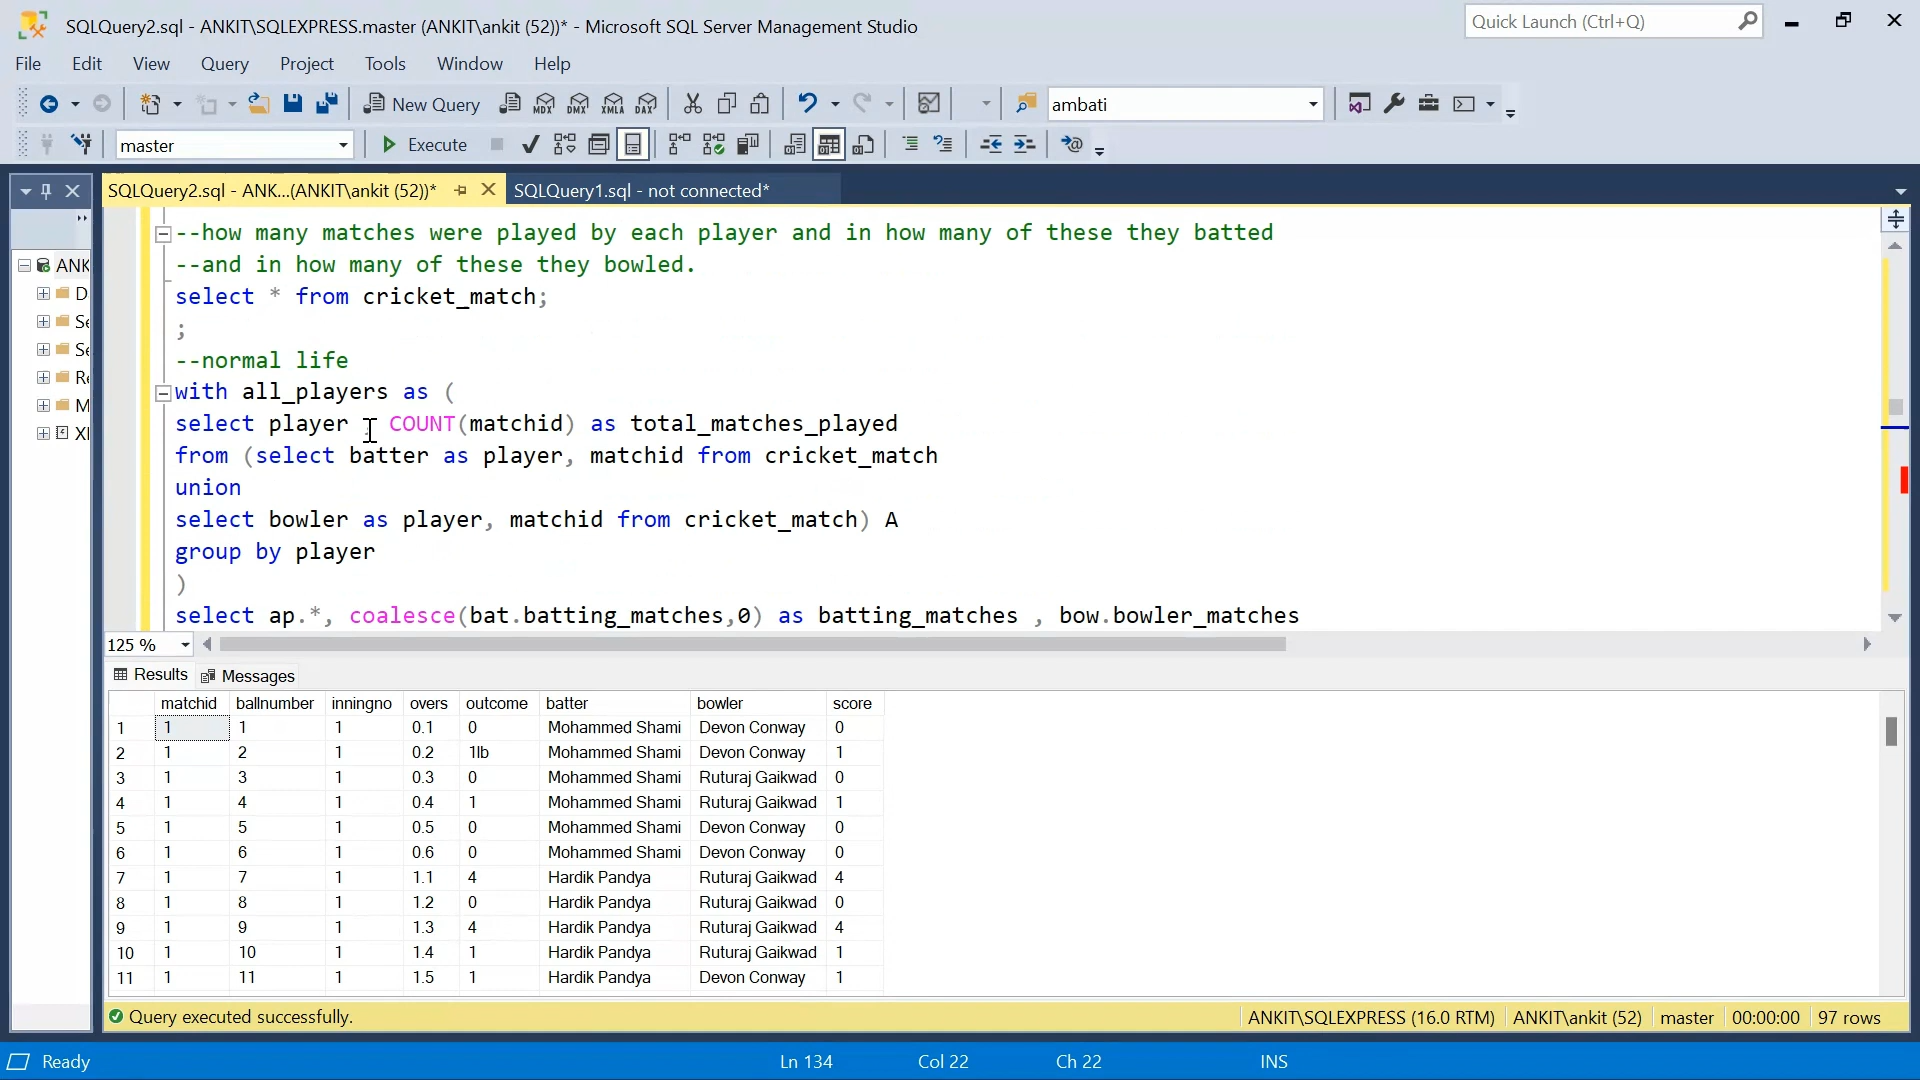 SQLQuery2.sql - ANKIT\SQLEXPRESS.master (ANKIT\ankit (52))* - Microsoft SQL Server Management Studio
Quick Launch (Ctrl+Q)
File Edit View Query Project Tools Window Help
New Query MDX DMX XMLA DAX ambati
master Execute
SQLQuery2.sql - ANK...(ANKIT\ankit (52))* SQLQuery1.sql - not connected*
ANK
D
Se
Se
Re
M
XI
--how many matches were played by each player and in how many of these they batted
--and in how many of these they bowled.
select * from cricket_match;
;
--normal life
with all_players as (
select player , COUNT(matchid) as total_matches_played
from (select batter as player, matchid from cricket_match
union
select bowler as player, matchid from cricket_match) A
group by player
)
select ap.*, coalesce(bat.batting_matches,0) as batting_matches , bow.bowler_matches
125 %
Results Messages
matchid ballnumber inningno overs outcome batter bowler score
1 1 1 1 0.1 0 Mohammed Shami Devon Conway 0
2 1 2 1 0.2 1lb Mohammed Shami Devon Conway 1
3 1 3 1 0.3 0 Mohammed Shami Ruturaj Gaikwad 0
4 1 4 1 0.4 1 Mohammed Shami Ruturaj Gaikwad 1
5 1 5 1 0.5 0 Mohammed Shami Devon Conway 0
6 1 6 1 0.6 0 Mohammed Shami Devon Conway 0
7 1 7 1 1.1 4 Hardik Pandya Ruturaj Gaikwad 4
8 1 8 1 1.2 0 Hardik Pandya Ruturaj Gaikwad 0
9 1 9 1 1.3 4 Hardik Pandya Ruturaj Gaikwad 4
10 1 10 1 1.4 1 Hardik Pandya Ruturaj Gaikwad 1
11 1 11 1 1.5 1 Hardik Pandya Devon Conway 1
Query executed successfully. ANKIT\SQLEXPRESS (16.0 RTM) ANKIT\ankit (52) master 00:00:00 97 rows
Ready Ln 134 Col 22 Ch 22 INS